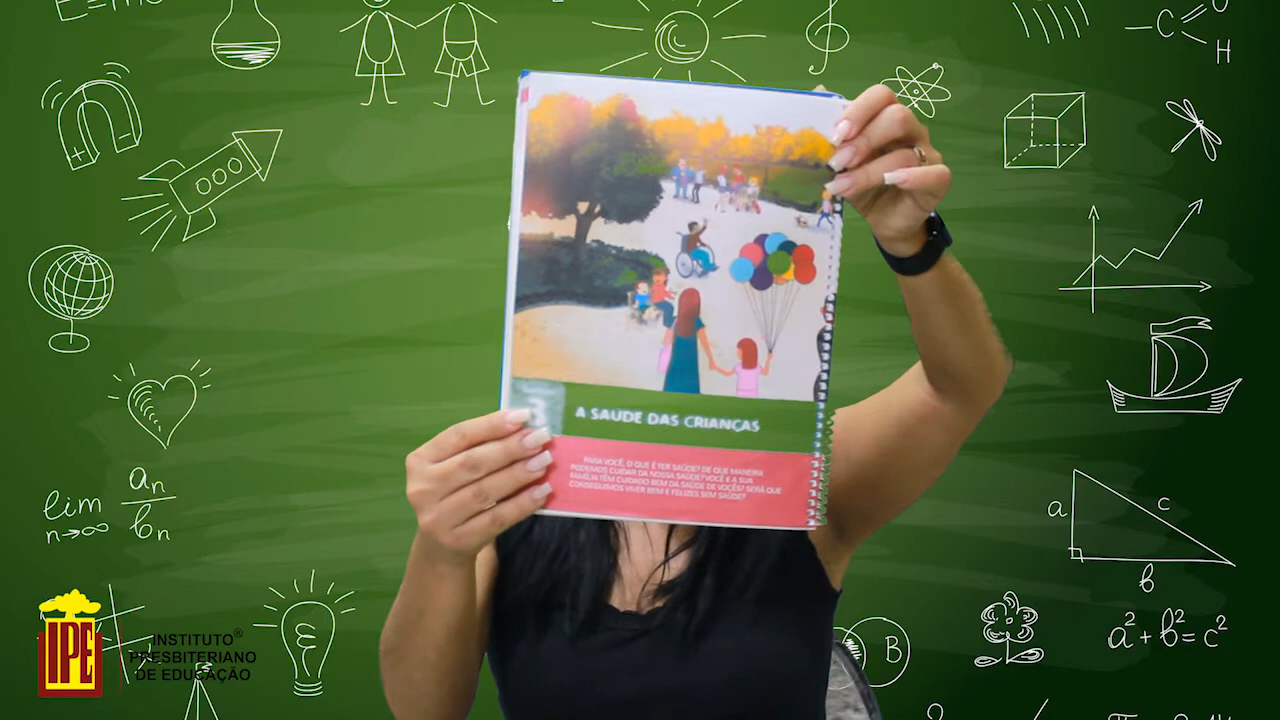 E=mc²
C
H
lim
n→∞
aₙ
bₙ
a
c
b
a²+b²=c²
B
3
A SAÚDE DAS CRIANÇAS
PARA VOCÊ, O QUE É TER SAÚDE? DE QUE MANEIRA
PODEMOS CUIDAR DA NOSSA SAÚDE? VOCÊ E A SUA
FAMÍLIA TÊM CUIDADO BEM DA SAÚDE DE VOCÊS? SERÁ QUE
CONSEGUIMOS VIVER BEM E FELIZES SEM SAÚDE?
IPE
INSTITUTO®
PRESBITERIANO
DE EDUCAÇÃO